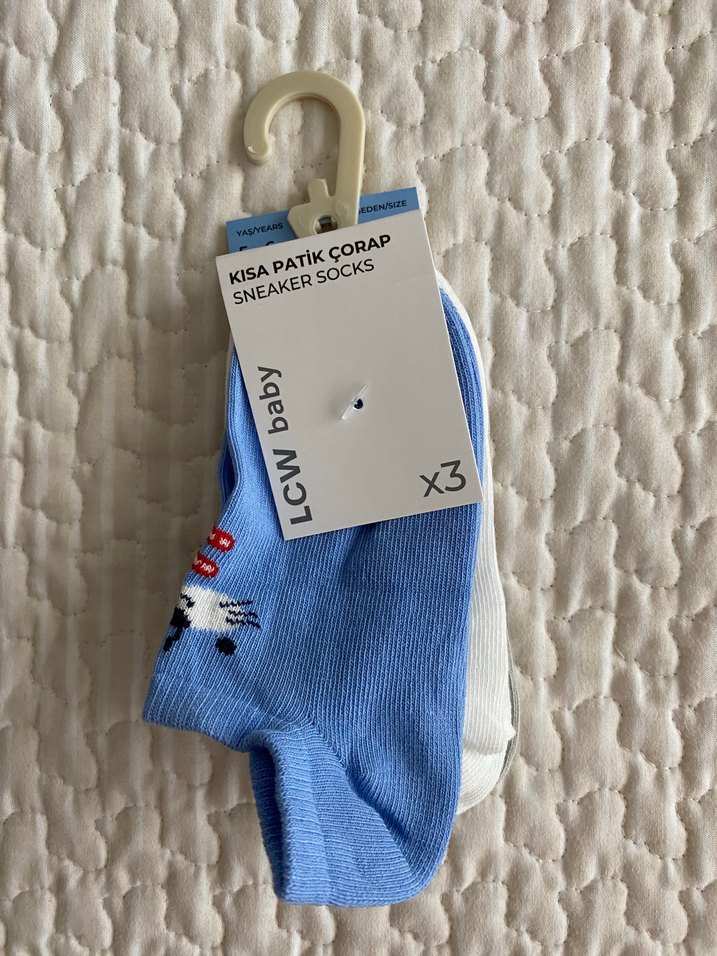 YAŞ/YEARS
BEDEN/SIZE
KISA PATİK ÇORAP
SNEAKER SOCKS
LCW baby
x3